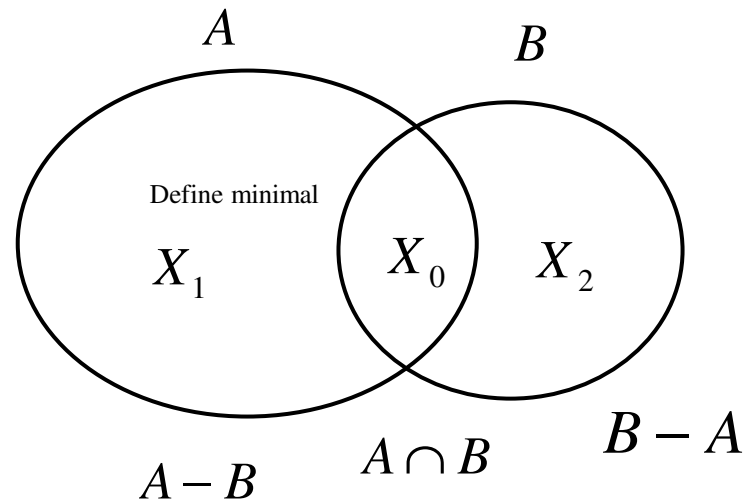 A
B
Define minimal
X₁
X₀
X₂
A − B
A ∩ B
B − A